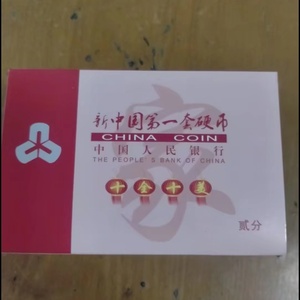 新中国第一套硬币
CHINA COIN
中国人民银行
THE PEOPLE'S BANK OF CHINA
十全十美
贰分